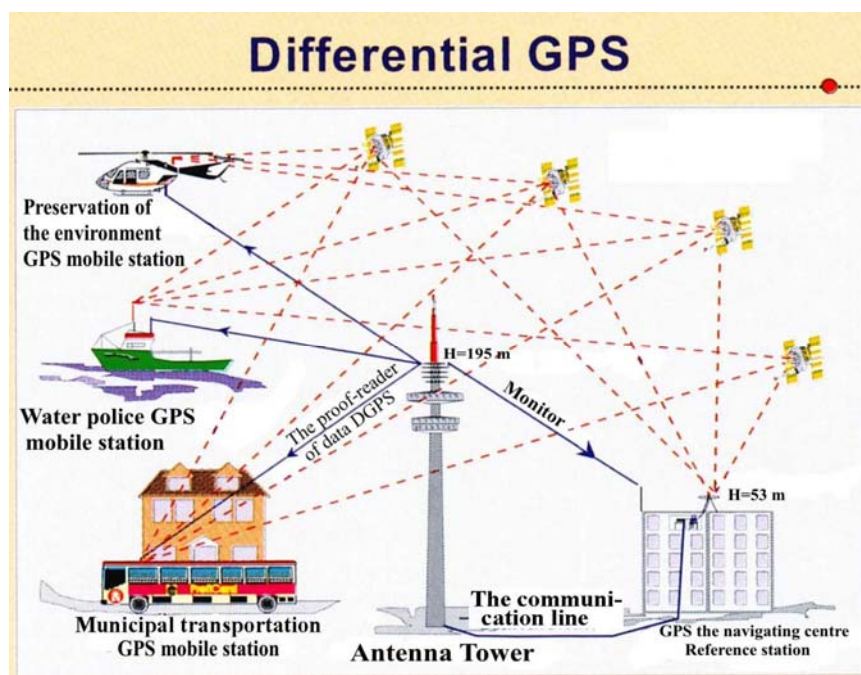 Differential GPS
Preservation of
the environment
GPS mobile station
H=195 m
Monitor
The proof-reader
of data DGPS
Water police GPS
mobile station
H=53 m
The communi-
cation line
Municipal transportation
GPS mobile station
Antenna Tower
GPS the navigating centre
Reference station